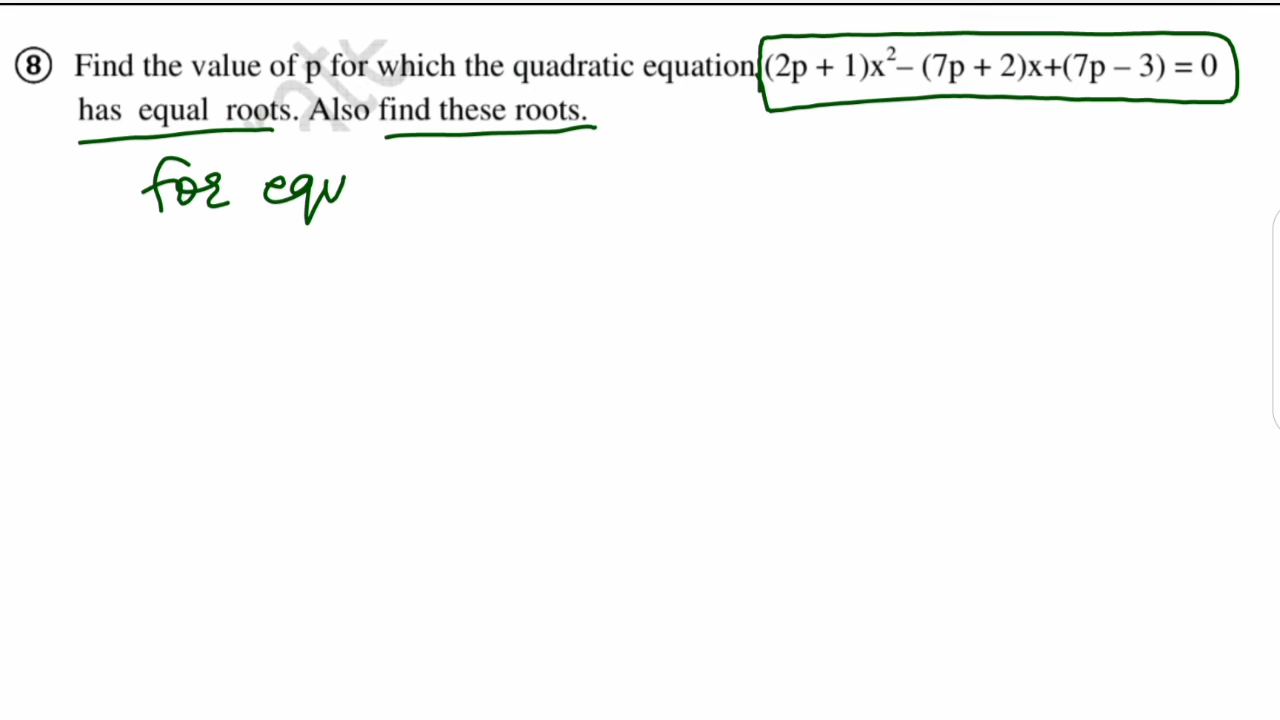 ⑧ Find the value of p for which the quadratic equation (2p + 1)x² – (7p + 2)x+(7p – 3) = 0
has equal roots. Also find these roots.
for equ